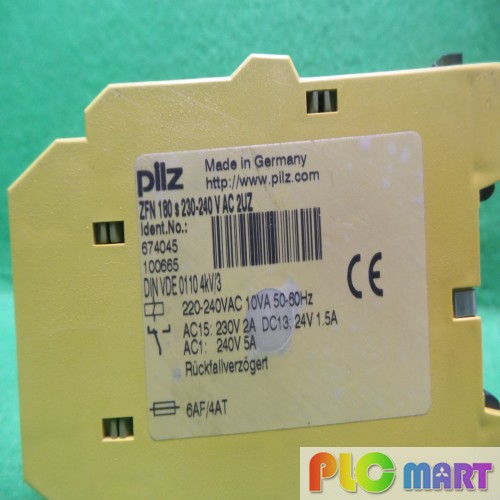 pilz
Made in Germany
http://www.pilz.com
ZFN 180 s 230-240 V AC 2UZ
Ident.No.:
674045
100665
DIN VDE 0110 4kV/3
CE
220-240VAC 10VA 50-60Hz
AC15: 230V 2A DC13: 24V 1.5A
AC1: 240V 5A
Rückfallverzögert
6AF/4AT
PLC mart